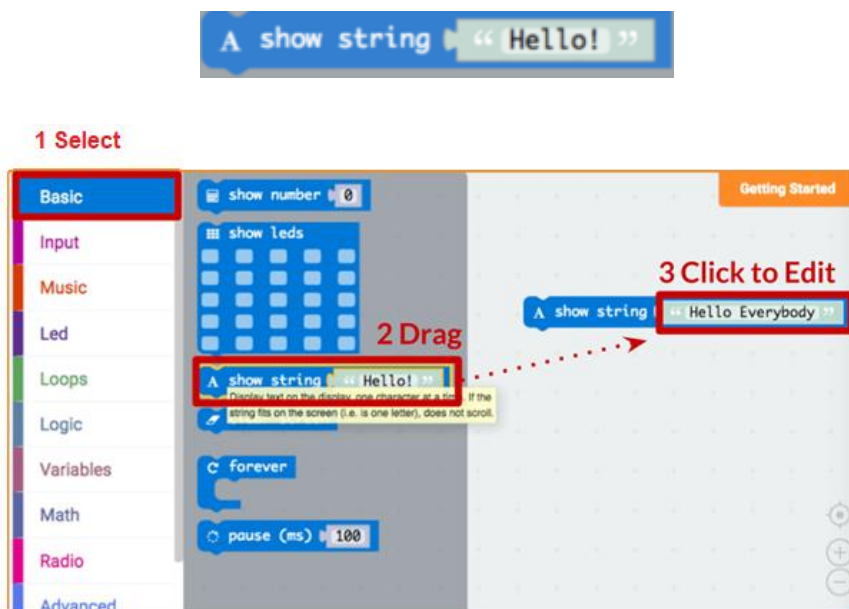 A show string “ Hello! ”
1 Select
Basic
Input
Music
Led
Loops
Logic
Variables
Math
Radio
Advanced
show number 0
show leds
2 Drag
A show string “ Hello! ”
Display text on the display, one character at a time. If the
string fits on the screen (i.e. is one letter), does not scroll.
forever
pause (ms) 100
Getting Started
3 Click to Edit
A show string “ Hello Everybody ”